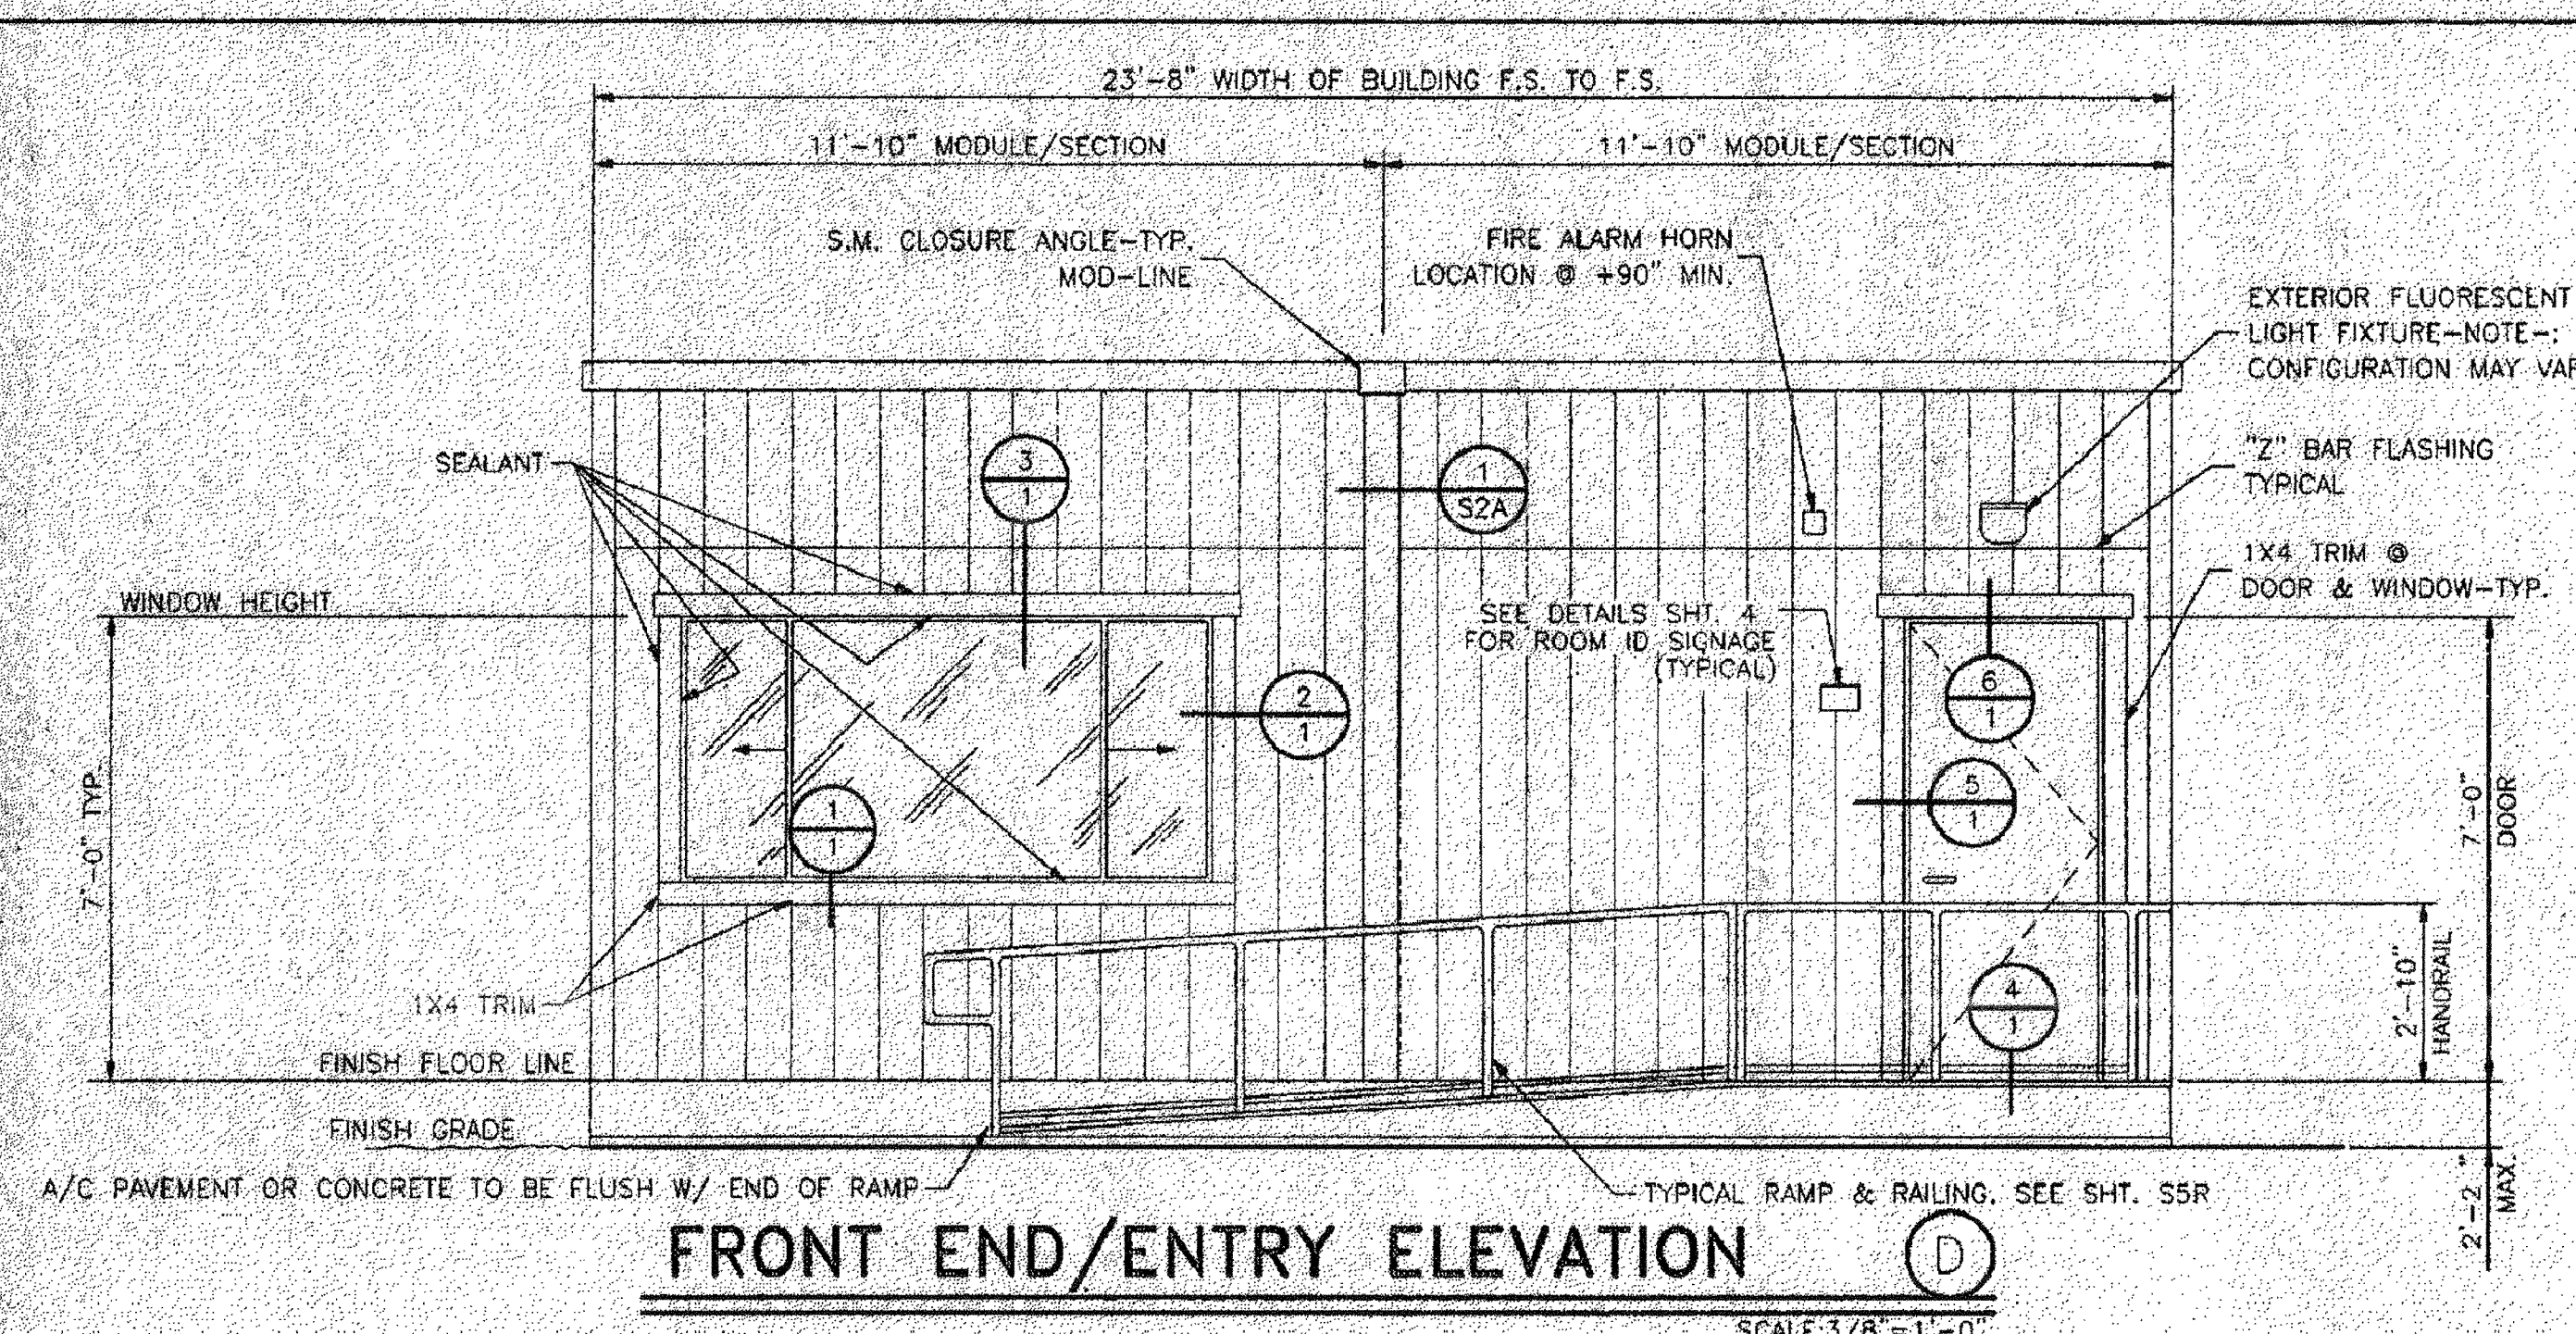 23'-8" WIDTH OF BUILDING F.S. TO F.S.
11'-10" MODULE/SECTION
11'-10" MODULE/SECTION
S.M. CLOSURE ANGLE-TYP.
MOD-LINE
FIRE ALARM HORN
LOCATION @ +90" MIN.
EXTERIOR FLUORESCENT
LIGHT FIXTURE-NOTE-:
CONFIGURATION MAY
SEALANT
3
1
1
S2A
"Z" BAR FLASHING
TYPICAL
1X4 TRIM @
DOOR & WINDOW-TYP.
WINDOW HEIGHT
SEE DETAILS SHT. 4
FOR ROOM ID SIGNAGE
(TYPICAL)
2
1
6
1
5
1
1
1
7'-0" TYP.
7'-0"
DOOR
4
1
2'-10"
HANDRAIL
1X4 TRIM
FINISH FLOOR LINE
FINISH GRADE
A/C PAVEMENT OR CONCRETE TO BE FLUSH W/ END OF RAMP
TYPICAL RAMP & RAILING. SEE SHT. S5R
2'-2 "
MAX.
FRONT END/ENTRY ELEVATION
D
SCALE:3/8"=1'-0"